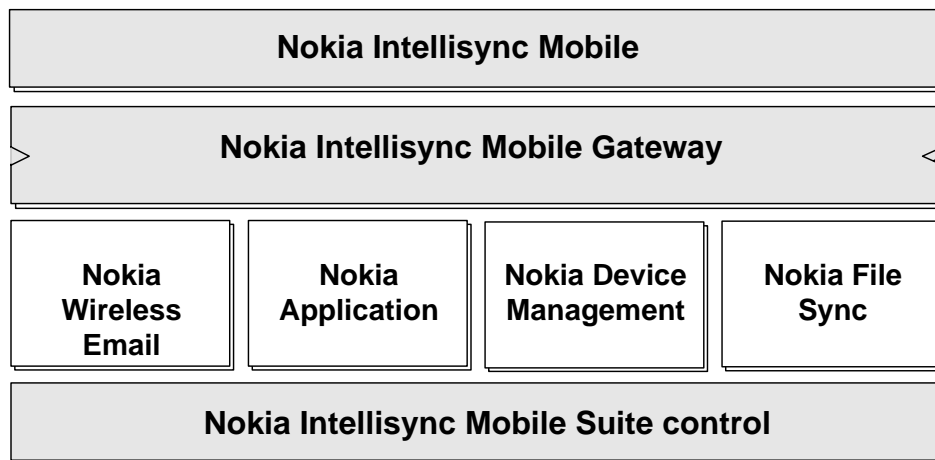 Nokia Intellisync Mobile
Nokia Intellisync Mobile Gateway
Nokia
Wireless
Email
Nokia
Application
Nokia Device
Management
Nokia File
Sync
Nokia Intellisync Mobile Suite control